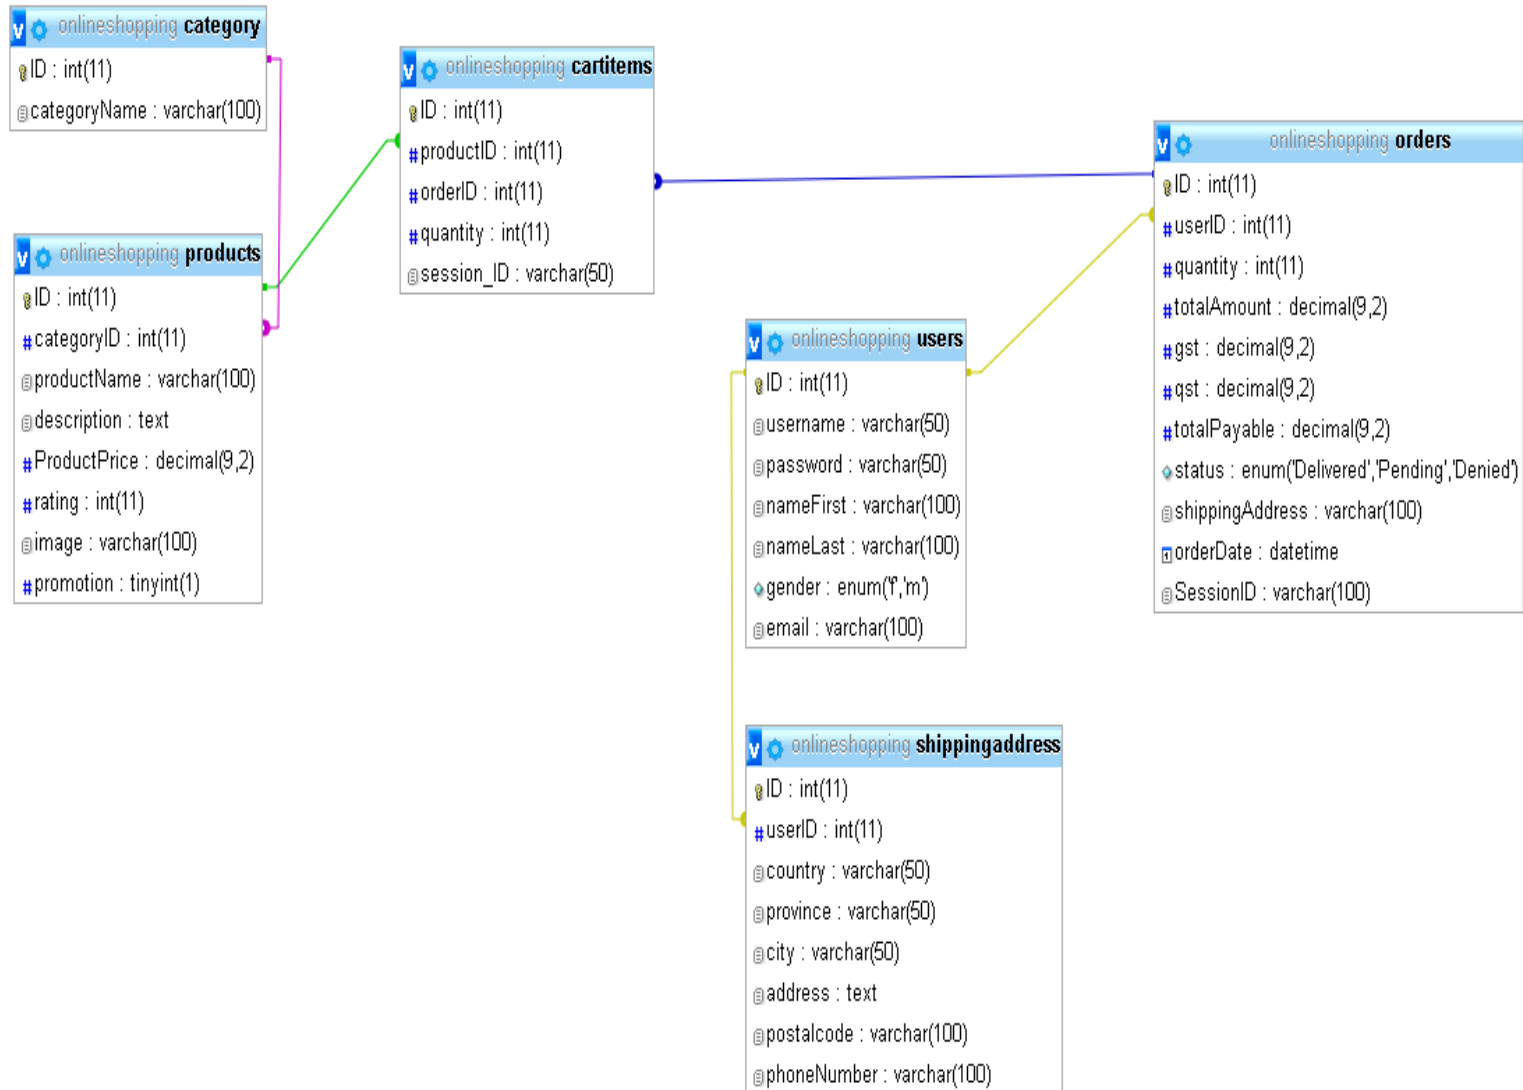 onlineshopping category
ID : int(11)
categoryName : varchar(100)
onlineshopping products
ID : int(11)
categoryID : int(11)
productName : varchar(100)
description : text
ProductPrice : decimal(9,2)
rating : int(11)
image : varchar(100)
promotion : tinyint(1)
onlineshopping cartitems
ID : int(11)
productID : int(11)
orderID : int(11)
quantity : int(11)
session_ID : varchar(50)
onlineshopping users
ID : int(11)
username : varchar(50)
password : varchar(50)
nameFirst : varchar(100)
nameLast : varchar(100)
gender : enum('f','m')
email : varchar(100)
onlineshopping shippingaddress
ID : int(11)
userID : int(11)
country : varchar(50)
province : varchar(50)
city : varchar(50)
address : text
postalcode : varchar(100)
phoneNumber : varchar(100)
onlineshopping orders
ID : int(11)
userID : int(11)
quantity : int(11)
totalAmount : decimal(9,2)
gst : decimal(9,2)
qst : decimal(9,2)
totalPayable : decimal(9,2)
status : enum('Delivered','Pending','Denied')
shippingAddress : varchar(100)
orderDate : datetime
SessionID : varchar(100)